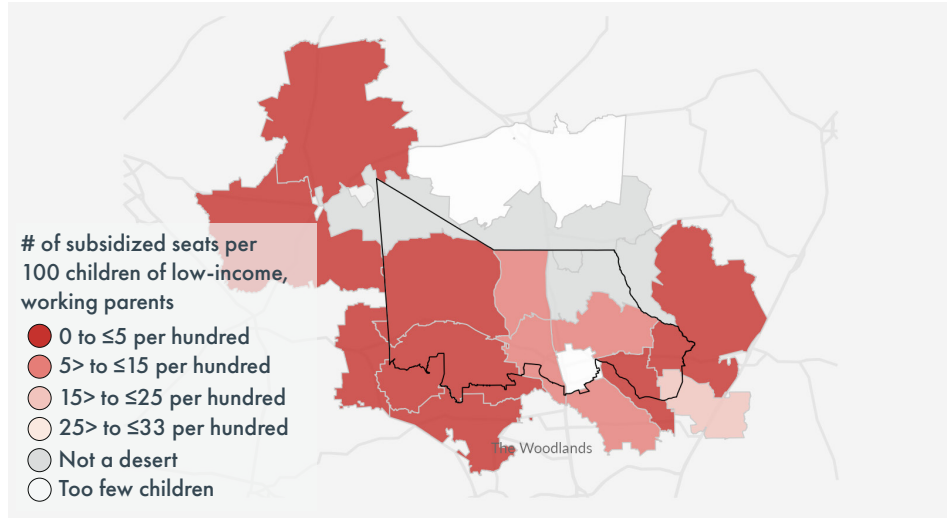 # of subsidized seats per
100 children of low-income,
working parents
0 to ≤5 per hundred
5> to ≤15 per hundred
15> to ≤25 per hundred
25> to ≤33 per hundred
Not a desert
Too few children
The Woodlands